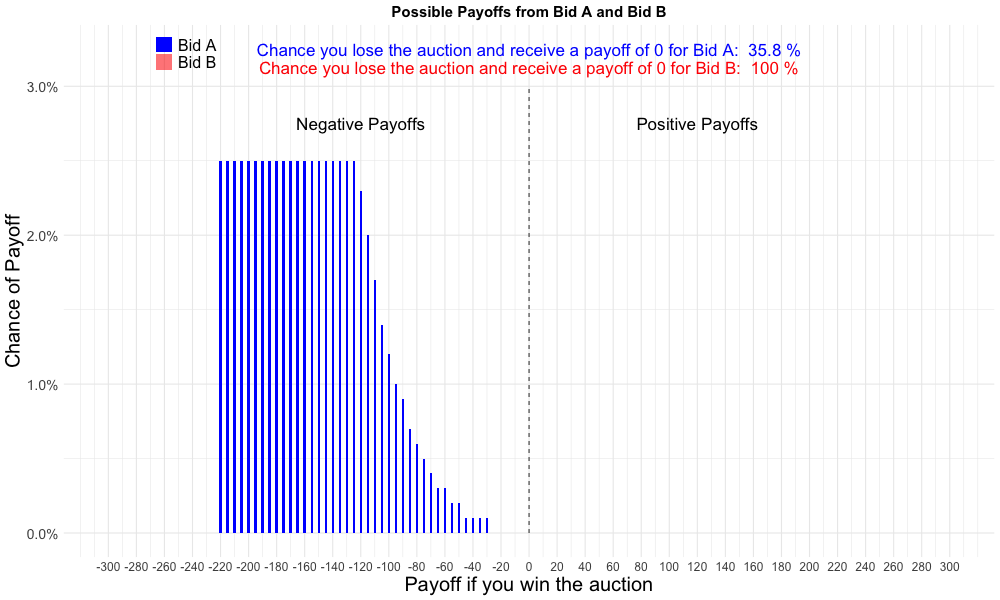 Possible Payoffs from Bid A and Bid B
Bid A
Bid B
Chance you lose the auction and receive a payoff of 0 for Bid A: 35.8 %
Chance you lose the auction and receive a payoff of 0 for Bid B: 100 %
Negative Payoffs
Positive Payoffs
Chance of Payoff
3.0%
2.0%
1.0%
0.0%
-300 -280 -260 -240 -220 -200 -180 -160 -140 -120 -100 -80 -60 -40 -20 0 20 40 60 80 100 120 140 160 180 200 220 240 260 280 300
Payoff if you win the auction